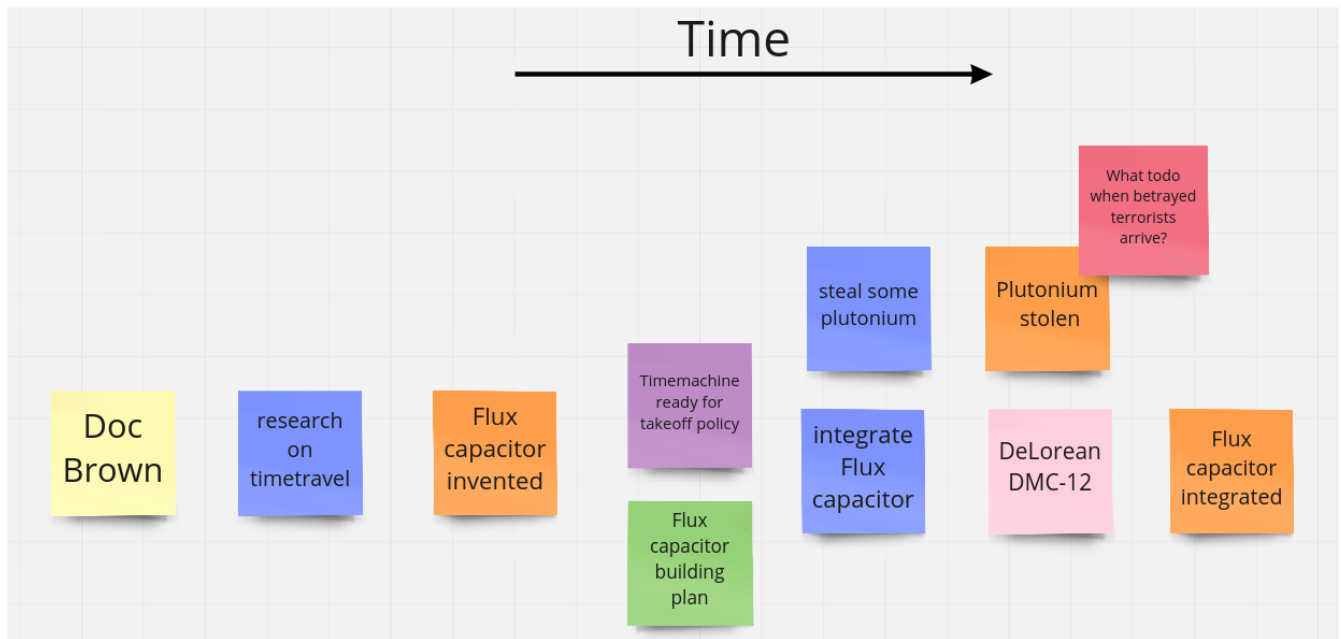 Time
What todo
when betrayed
terrorists
arrive?
steal some
plutonium
Plutonium
stolen
Timemachine
ready for
takeoff policy
Doc
Brown
research
on
timetravel
Flux
capacitor
invented
integrate
Flux
capacitor
DeLorean
DMC-12
Flux
capacitor
integrated
Flux
capacitor
building
plan